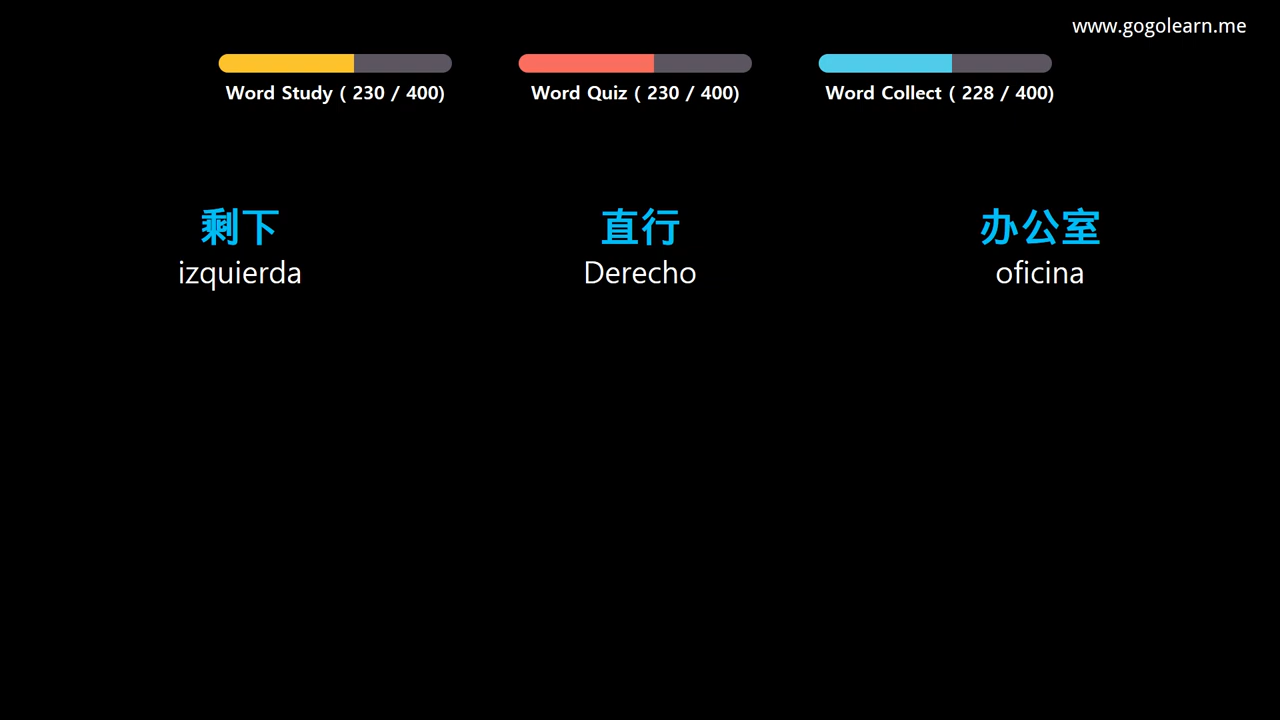 www.gogolearn.me
Word Study ( 230 / 400)
Word Quiz ( 230 / 400)
Word Collect ( 228 / 400)
剩下
izquierda
直行
Derecho
办公室
oficina